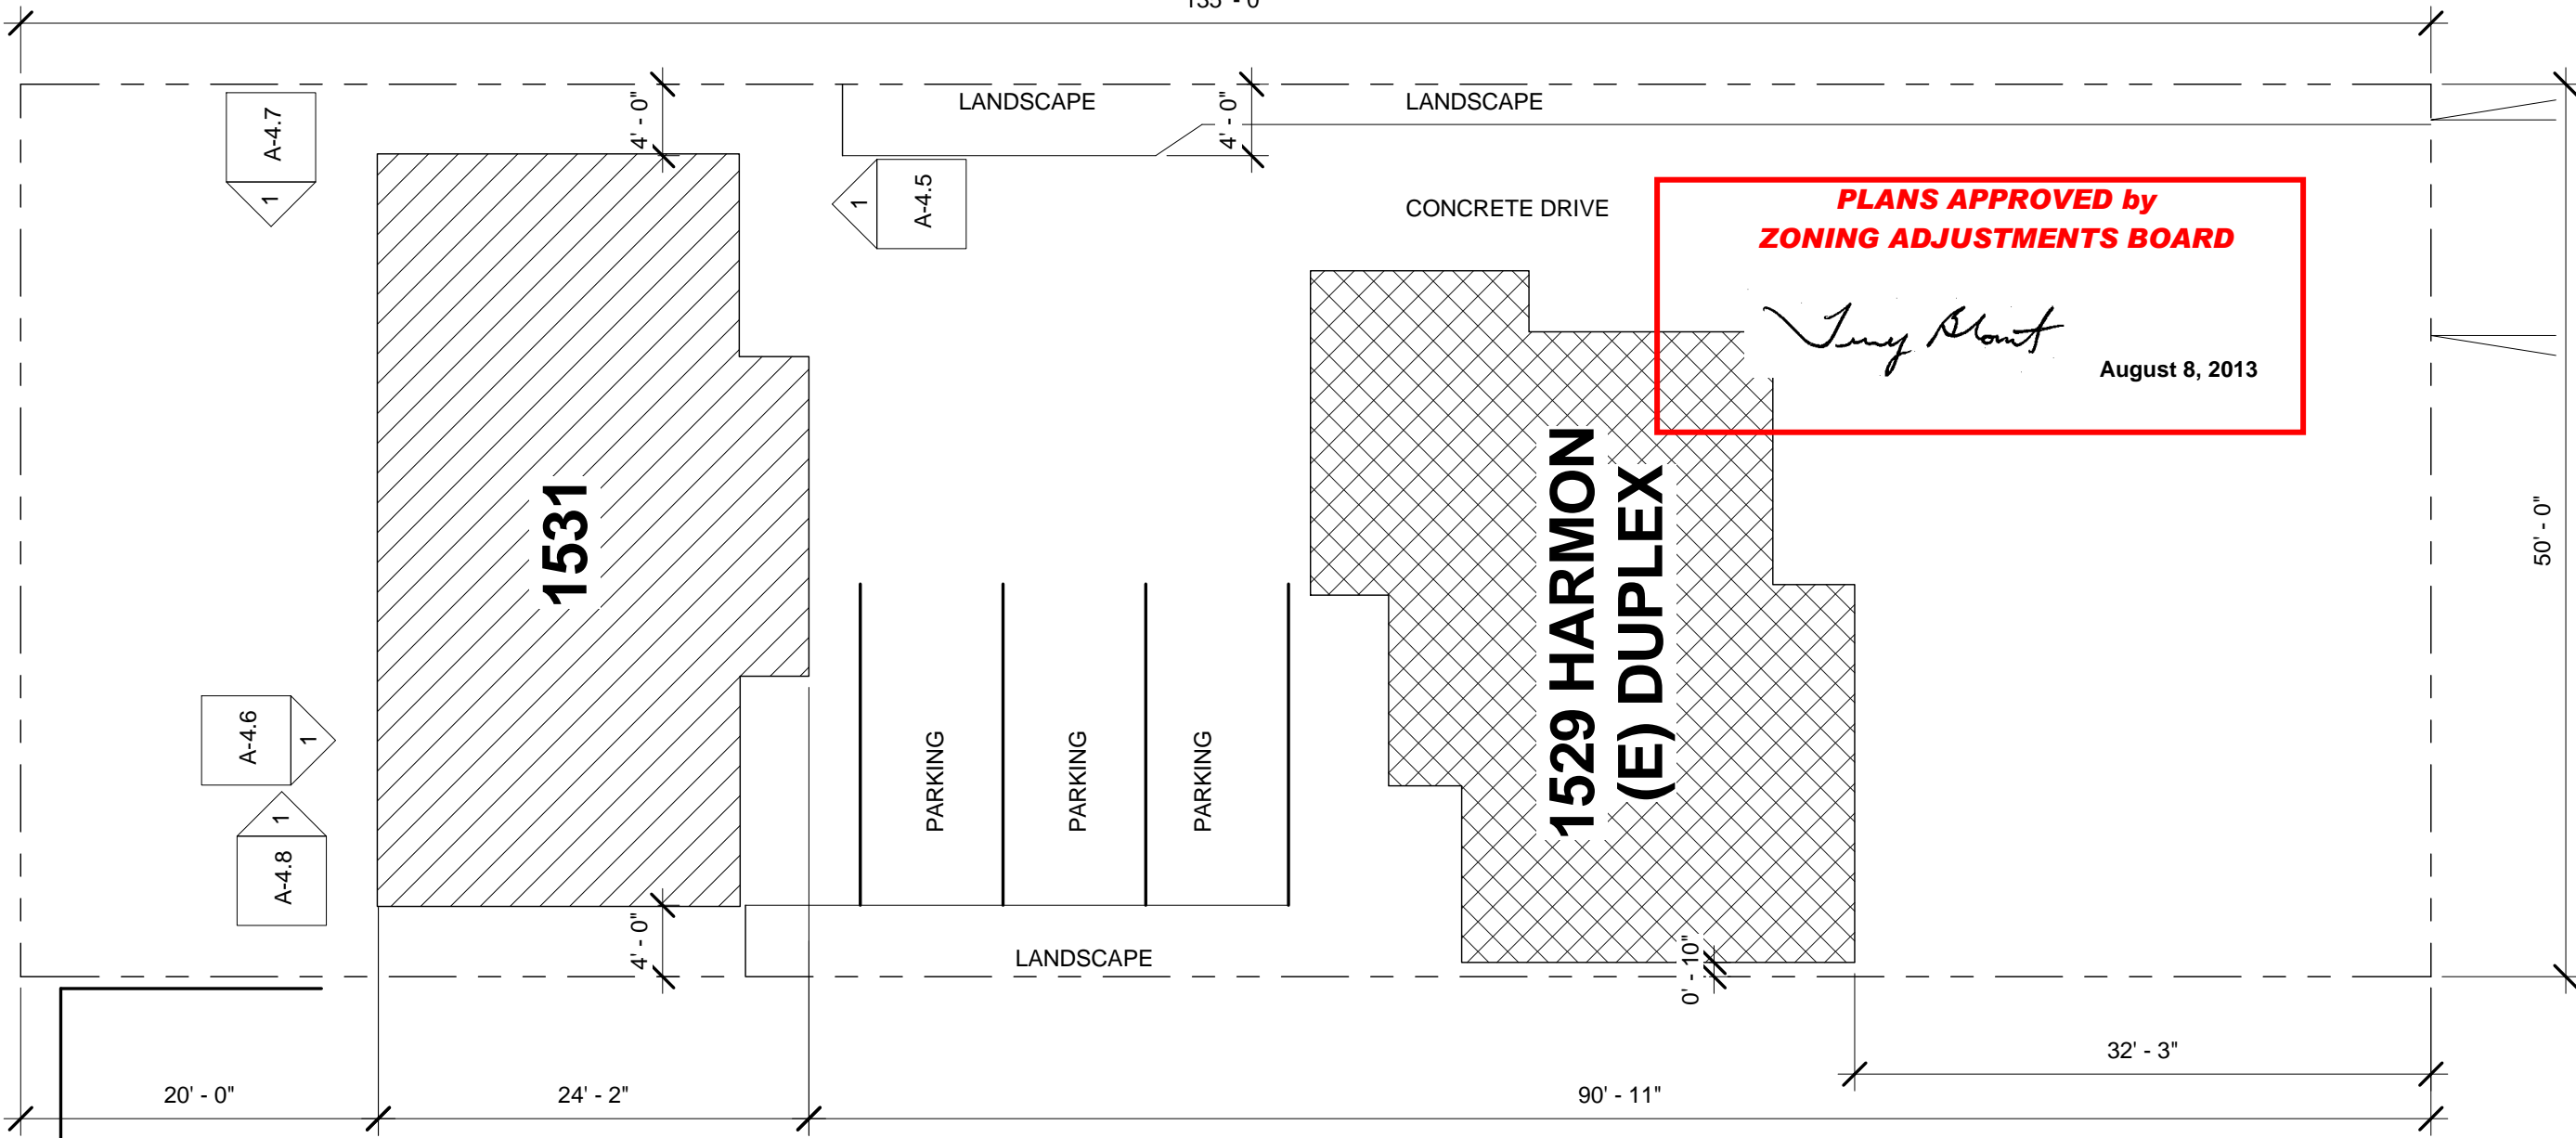 135' - 0"
LANDSCAPE
LANDSCAPE
4' - 0"
4' - 0"
A-4.7
1
A-4.5
1
CONCRETE DRIVE
PLANS APPROVED by
ZONING ADJUSTMENTS BOARD
August 8, 2013
1531
1529 HARMON
(E) DUPLEX
50' - 0"
A-4.6
1
1
A-4.8
PARKING
PARKING
PARKING
4' - 0"
LANDSCAPE
0' - 10"
32' - 3"
20' - 0"
24' - 2"
90' - 11"